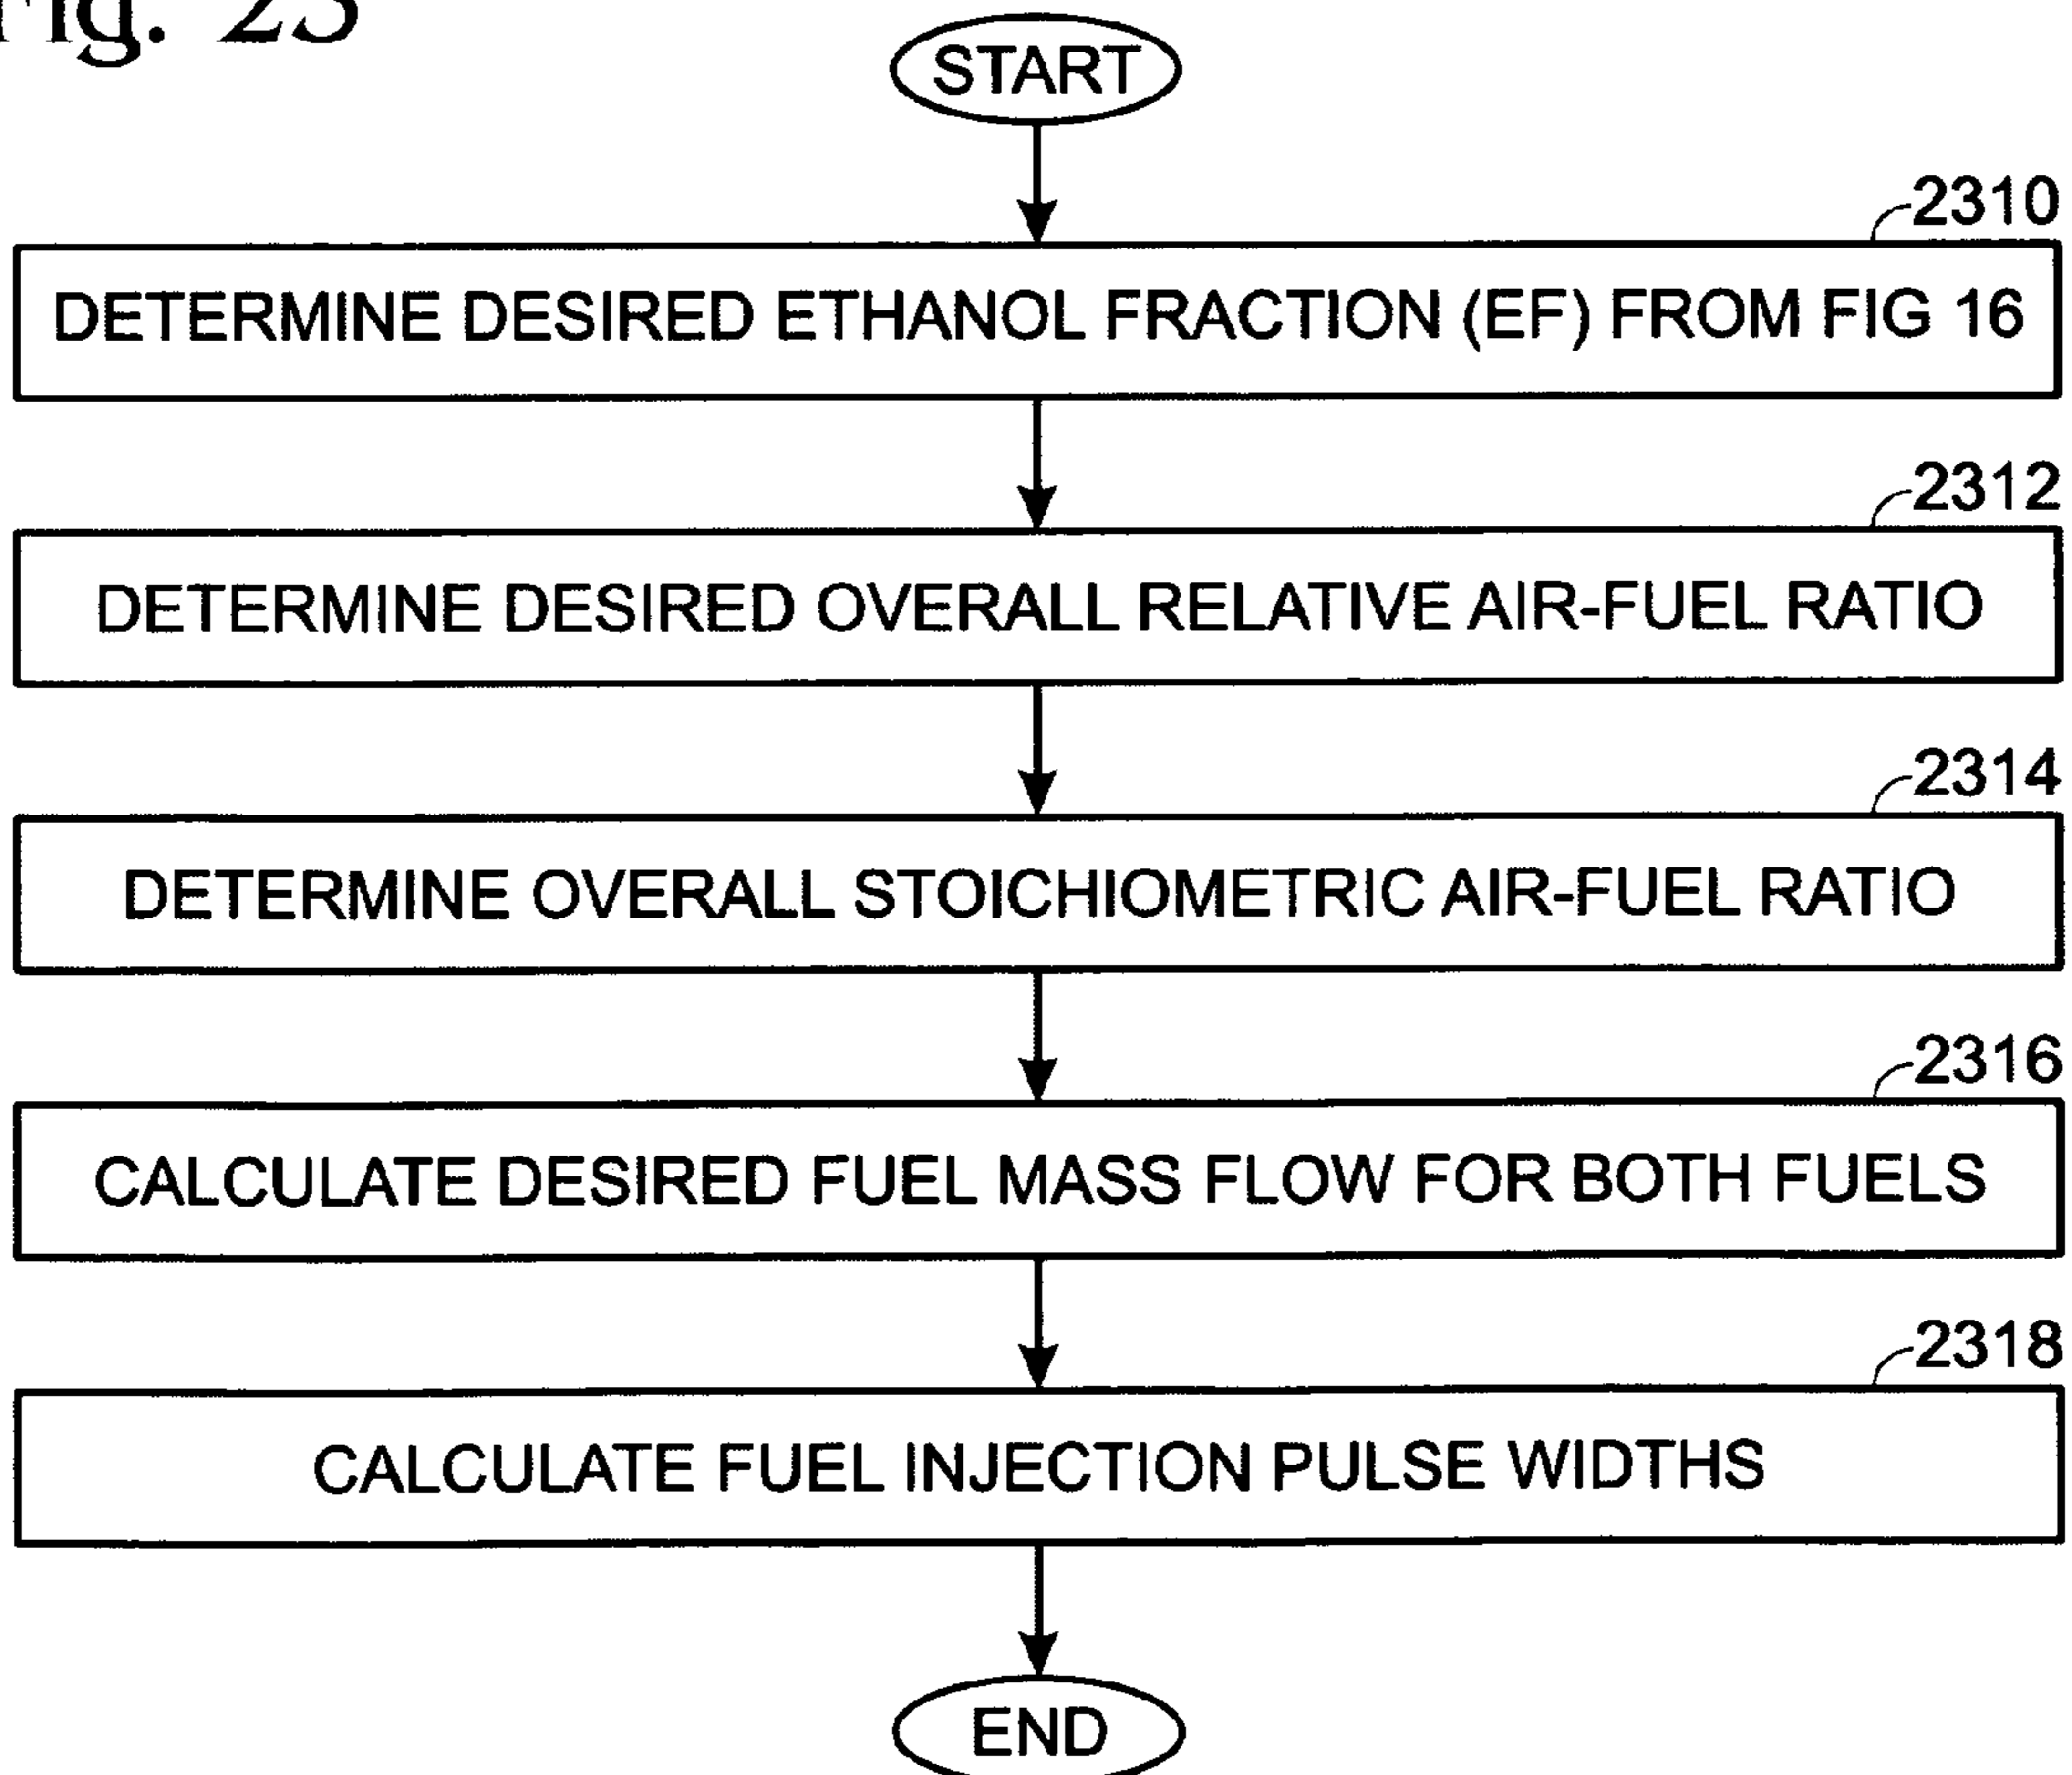 Fig. 23
START
2310
DETERMINE DESIRED ETHANOL FRACTION (EF) FROM FIG 16
2312
DETERMINE DESIRED OVERALL RELATIVE AIR-FUEL RATIO
2314
DETERMINE OVERALL STOICHIOMETRIC AIR-FUEL RATIO
2316
CALCULATE DESIRED FUEL MASS FLOW FOR BOTH FUELS
2318
CALCULATE FUEL INJECTION PULSE WIDTHS
END